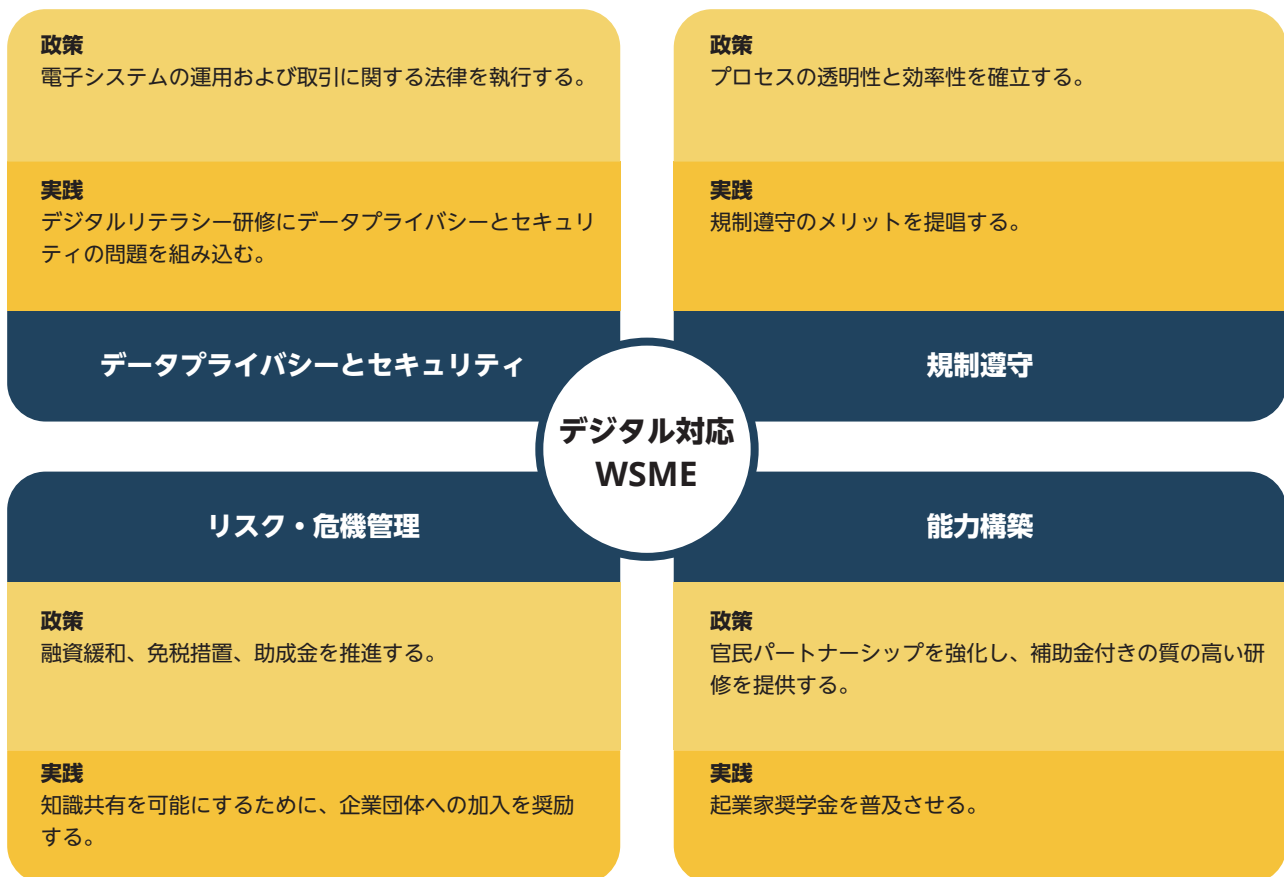 政策
電子システムの運用および取引に関する法律を執行する。
実践
デジタルリテラシー研修にデータプライバシーとセキュリ
ティの問題を組み込む。
データプライバシーとセキュリティ
政策
プロセスの透明性と効率性を確立する。
実践
規制遵守のメリットを提唱する。
規制遵守
デジタル対応
WSME
リスク・危機管理
政策
融資緩和、免税措置、助成金を推進する。
実践
知識共有を可能にするために、企業団体への加入を奨励
する。
能力構築
政策
官民パートナーシップを強化し、補助金付きの質の高い研
修を提供する。
実践
起業家奨学金を普及させる。